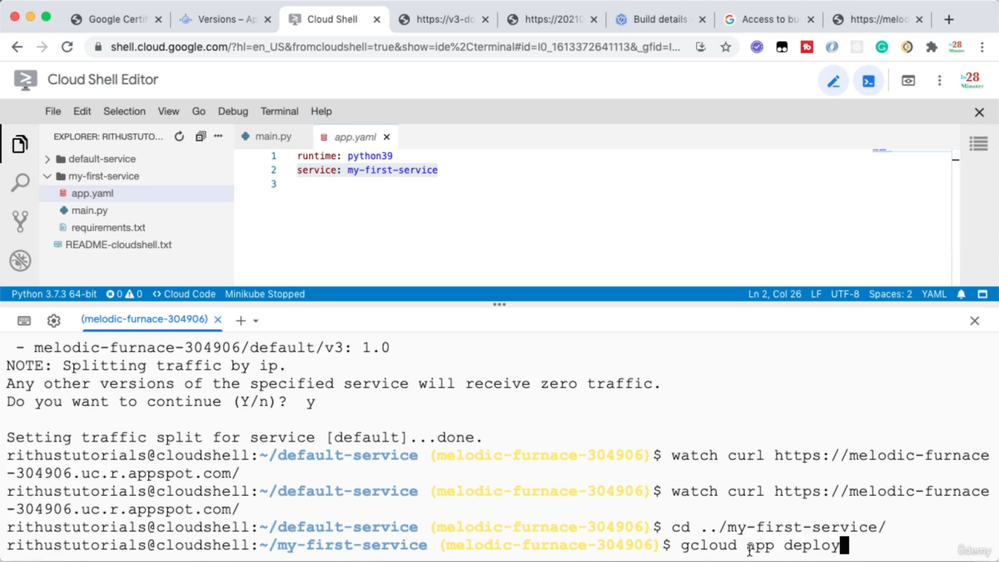 Google Certif
Versions – Ap
Cloud Shell
https://v3-do
https://2021
Build details
Access to bu
https://meloc
shell.cloud.google.com/?hl=en_US&fromcloudshell=true&show=ide%2Cterminal#id=I0_1613372641113&_gfid=I...
Cloud Shell Editor
in28
Minutes
File Edit Selection View Go Debug Terminal Help
EXPLORER: RITHUSTUTO...
main.py
app.yaml
default-service
my-first-service
app.yaml
main.py
requirements.txt
README-cloudshell.txt
1 runtime: python39
2 service: my-first-service
3
Python 3.7.3 64-bit 0 0 <> Cloud Code Minikube Stopped Ln 2, Col 26 LF UTF-8 Spaces: 2 YAML
(melodic-furnace-304906)
- melodic-furnace-304906/default/v3: 1.0
NOTE: Splitting traffic by ip.
Any other versions of the specified service will receive zero traffic.
Do you want to continue (Y/n)? y
Setting traffic split for service [default]...done.
rithustutorials@cloudshell:~/default-service (melodic-furnace-304906)$ watch curl https://melodic-furnace
-304906.uc.r.appspot.com/
rithustutorials@cloudshell:~/default-service (melodic-furnace-304906)$ watch curl https://melodic-furnace
-304906.uc.r.appspot.com/
rithustutorials@cloudshell:~/default-service (melodic-furnace-304906)$ cd ../my-first-service/
rithustutorials@cloudshell:~/my-first-service (melodic-furnace-304906)$ gcloud app deploy
ûdemy